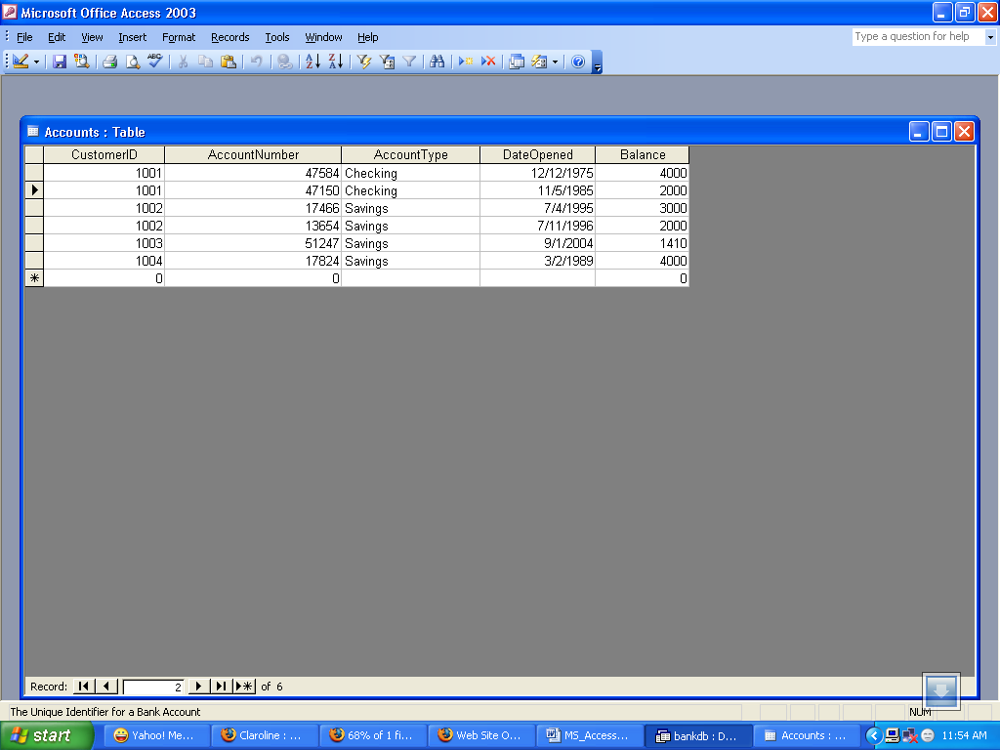 Microsoft Office Access 2003
File Edit View Insert Format Records Tools Window Help
Type a question for help
Accounts : Table
CustomerID AccountNumber AccountType DateOpened Balance
1001 47584 Checking 12/12/1975 4000
1001 47150 Checking 11/5/1985 2000
1002 17466 Savings 7/4/1995 3000
1002 13654 Savings 7/11/1996 2000
1003 51247 Savings 9/1/2004 1410
1004 17824 Savings 3/2/1989 4000
0 0 0
Record: 2 of 6
The Unique Identifier for a Bank Account
NUM
start Yahoo! Me... Claroline : ... 68% of 1 fi... Web Site O... MS_Access... bankdb : D... Accounts : ... 11:54 AM